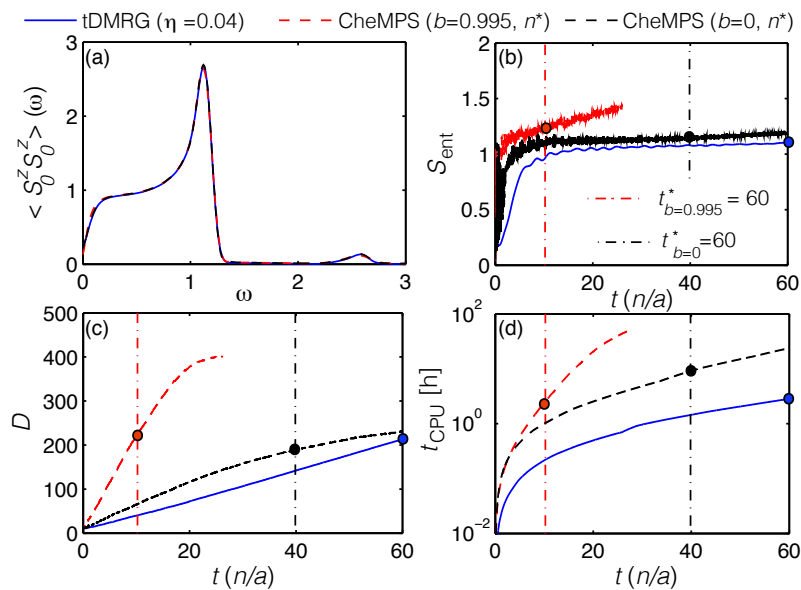 tDMRG (η =0.04) CheMPS (b=0.995, n*) CheMPS (b=0, n*)
(a)
3
2
1
0
< S₀ᶻ S₀ᶻ > (ω)
0 1 2 3
ω
(b)
2
1.5
1
0.5
0
S_ent
t*_{b=0.995} = 60
t*_{b=0}=60
0 20 40 60
t (n/a)
(c)
500
400
300
200
100
0
D
0 20 40 60
t (n/a)
(d)
10²
10⁰
10⁻²
t_CPU [h]
0 20 40 60
t (n/a)